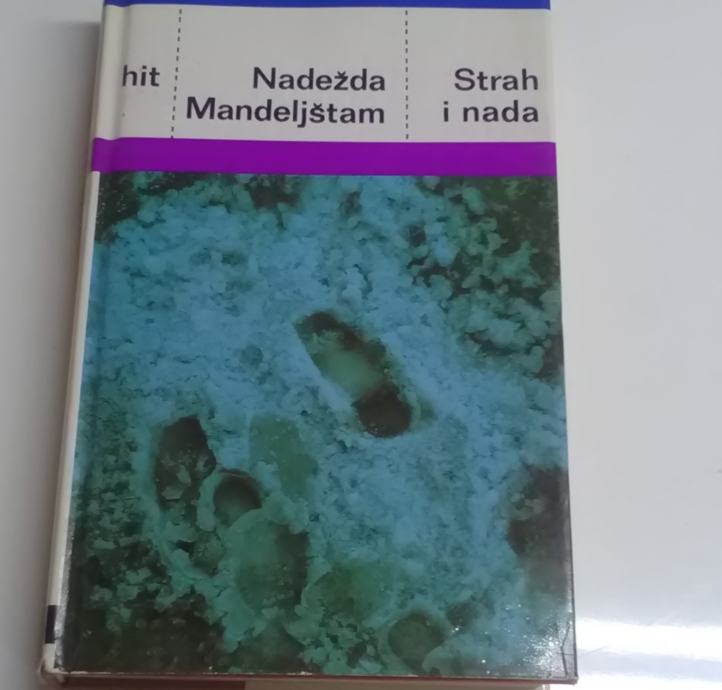 hit
Nadežda
Mandeljštam
Strah
i nada